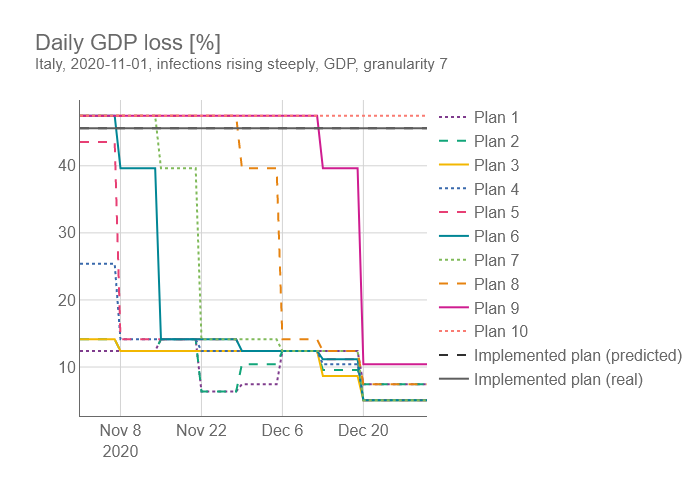 Daily GDP loss [%]
Italy, 2020-11-01, infections rising steeply, GDP, granularity 7
40
30
20
10
Nov 8
2020
Nov 22
Dec 6
Dec 20
Plan 1
Plan 2
Plan 3
Plan 4
Plan 5
Plan 6
Plan 7
Plan 8
Plan 9
Plan 10
Implemented plan (predicted)
Implemented plan (real)